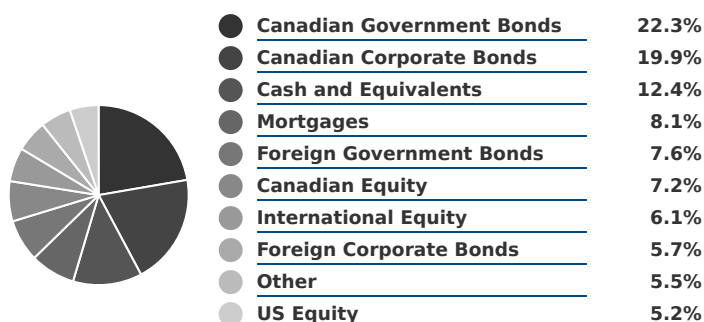 Canadian Government Bonds 22.3%
Canadian Corporate Bonds 19.9%
Cash and Equivalents 12.4%
Mortgages 8.1%
Foreign Government Bonds 7.6%
Canadian Equity 7.2%
International Equity 6.1%
Foreign Corporate Bonds 5.7%
Other 5.5%
US Equity 5.2%